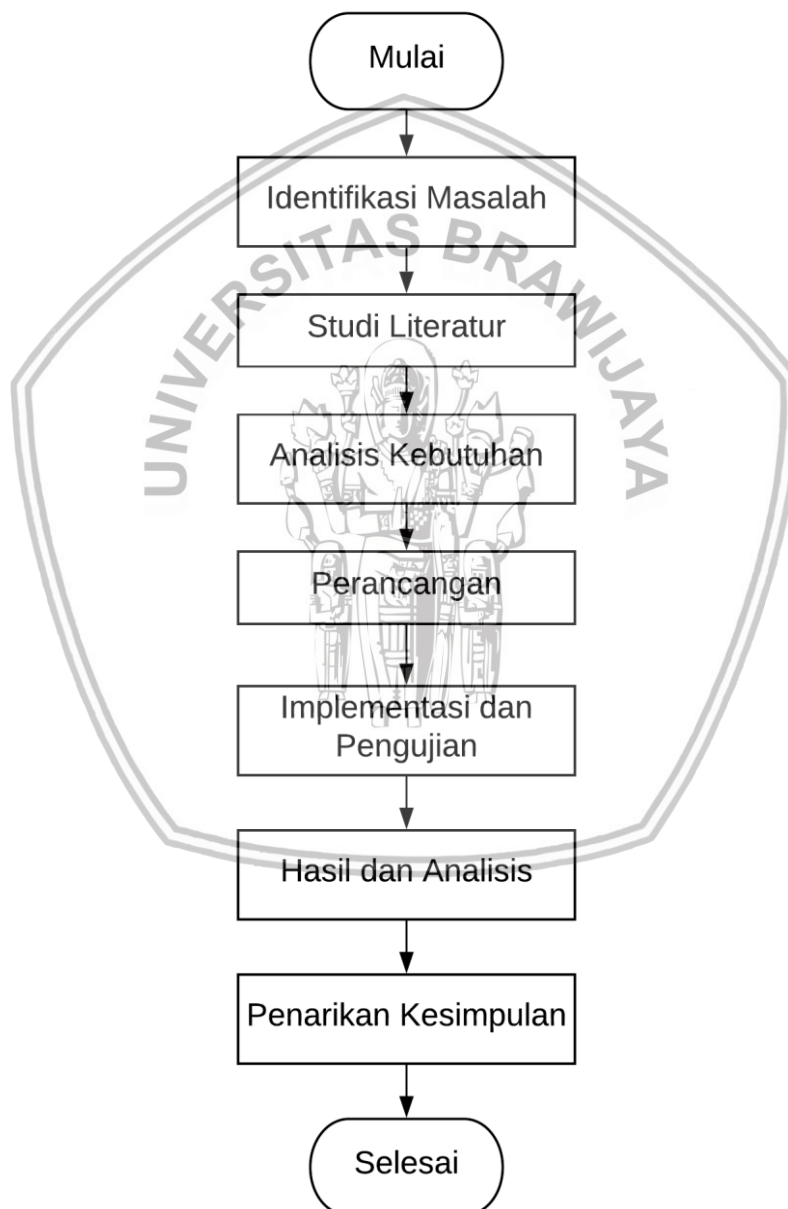 Mulai
Identifikasi Masalah
UNIVERSITAS BRAWIJAYA
Studi Literatur
Analisis Kebutuhan
Perancangan
Implementasi dan
Pengujian
Hasil dan Analisis
Penarikan Kesimpulan
Selesai